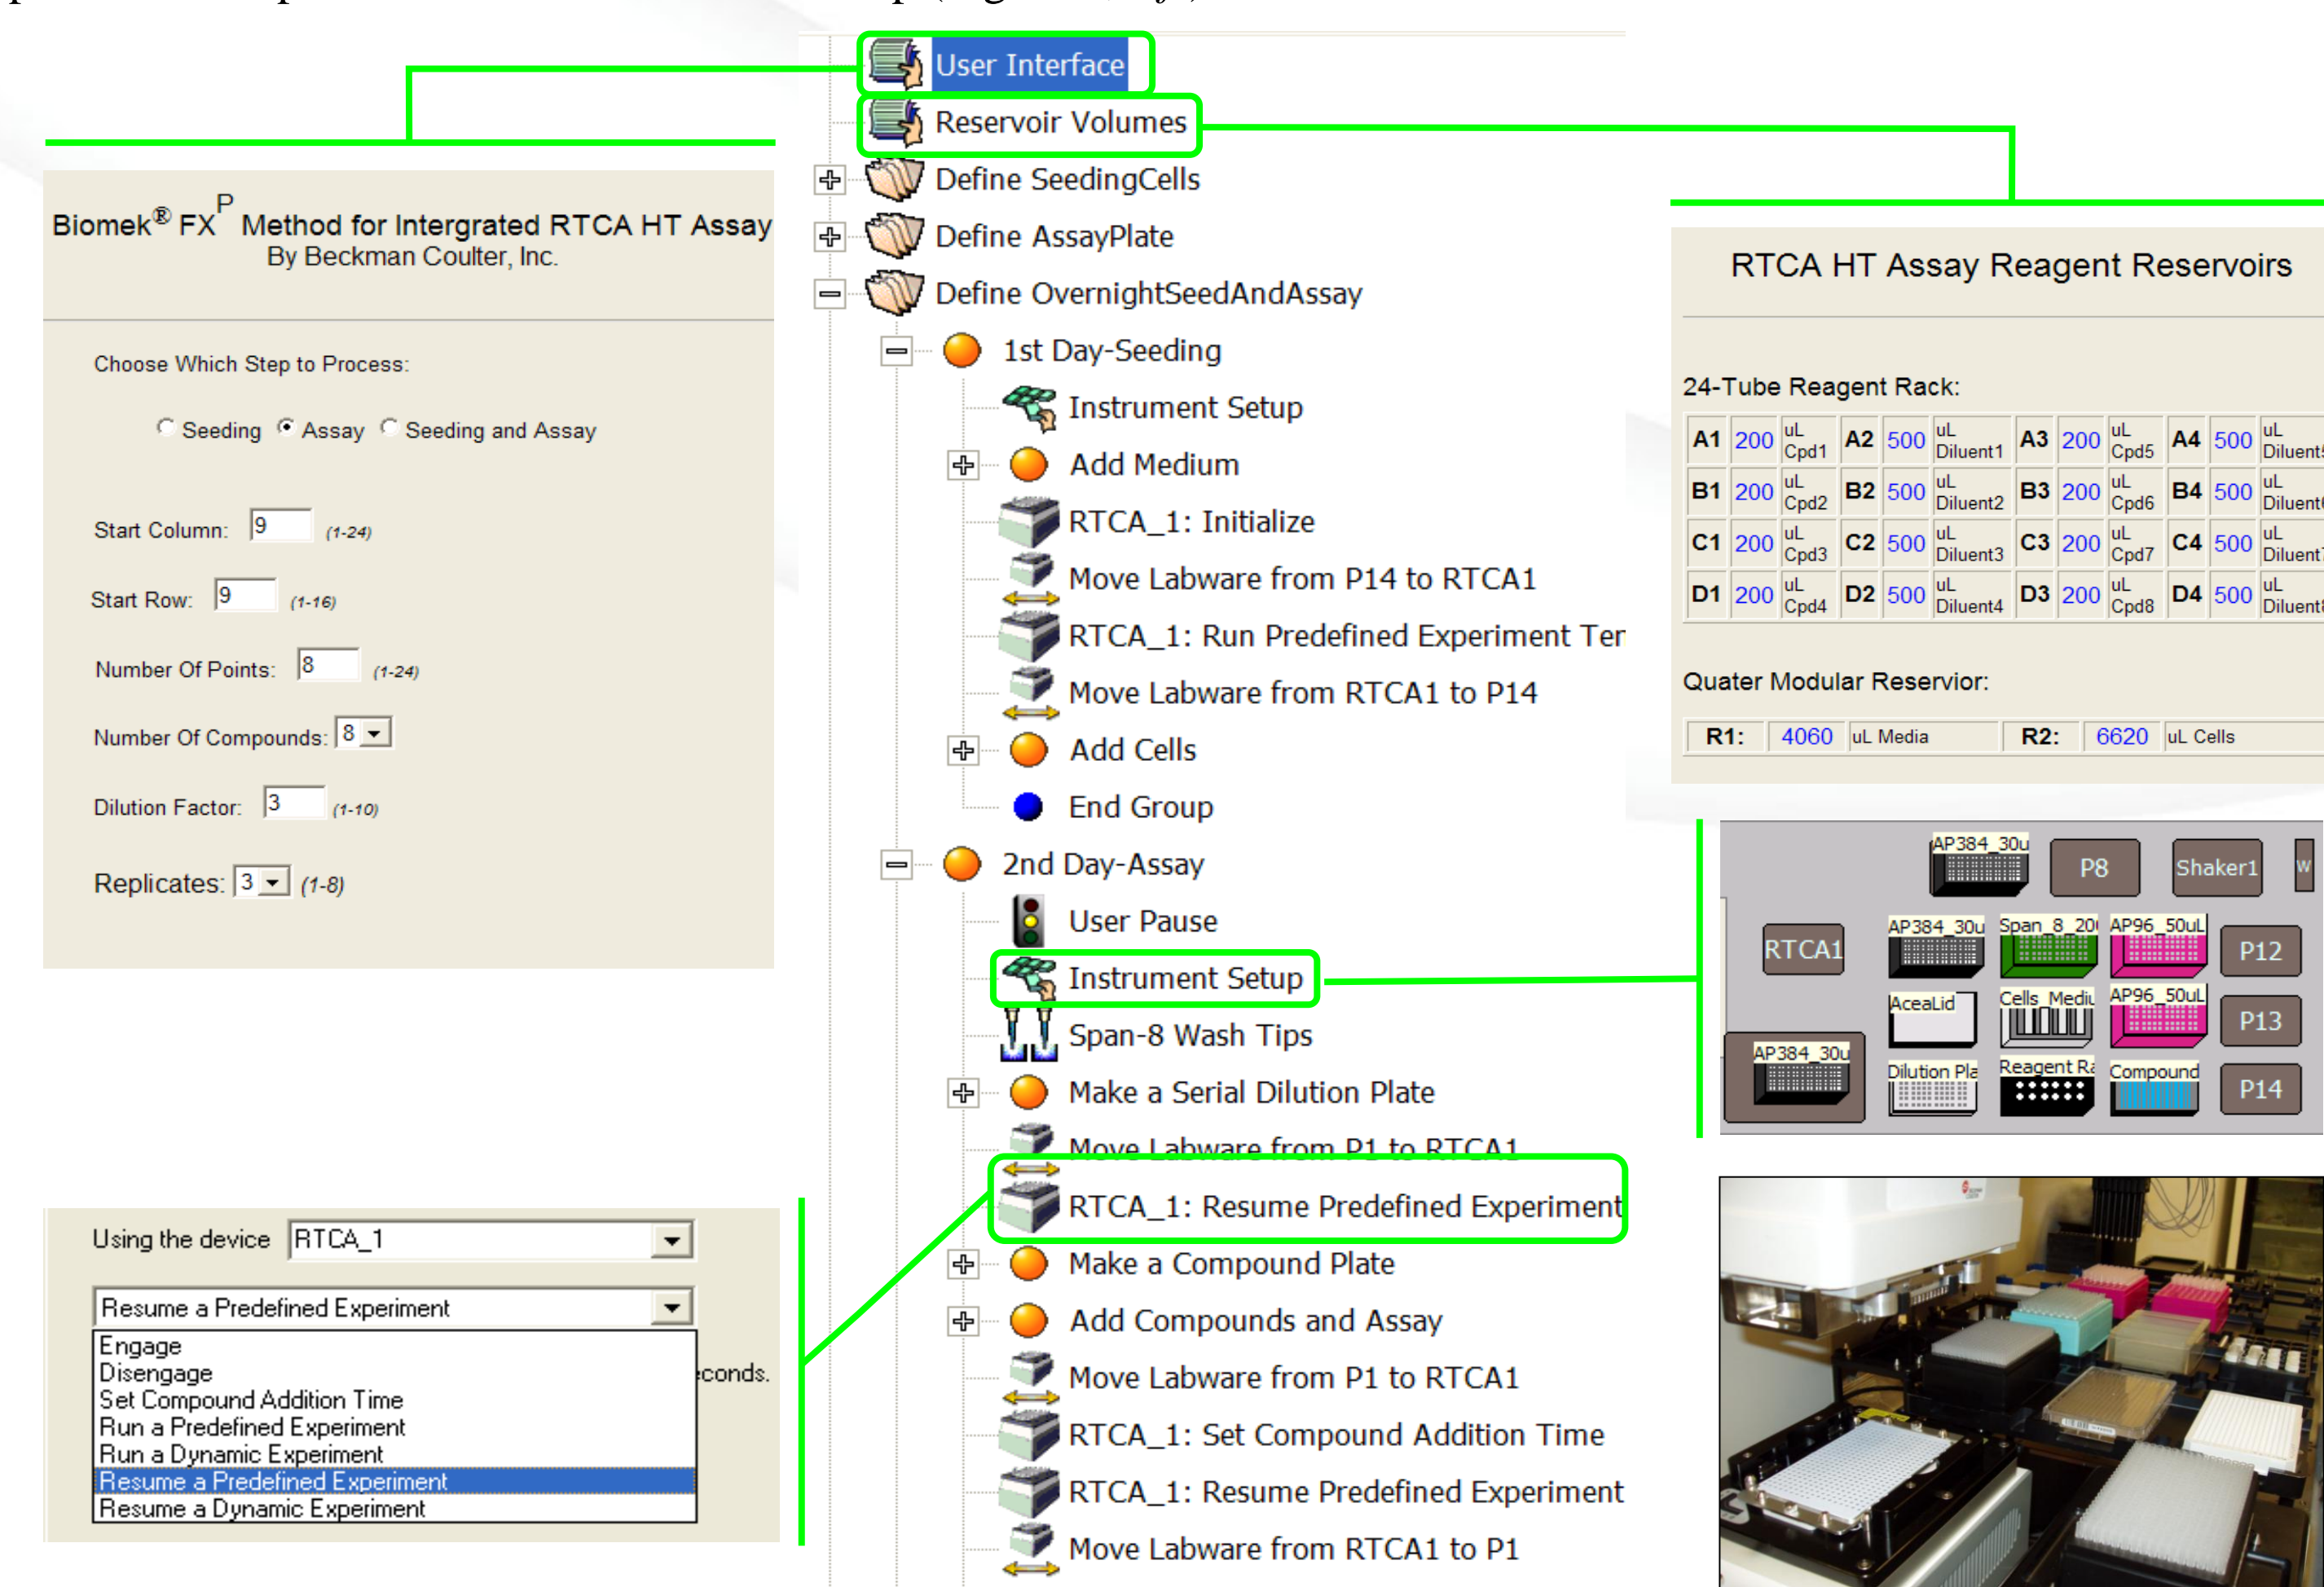 User Interface
Reservoir Volumes
Define SeedingCells
Define AssayPlate
Define OvernightSeedAndAssay
1st Day-Seeding
Instrument Setup
Add Medium
RTCA_1: Initialize
Move Labware from P14 to RTCA1
RTCA_1: Run Predefined Experiment Ter
Move Labware from RTCA1 to P14
Add Cells
End Group
2nd Day-Assay
User Pause
Instrument Setup
Span-8 Wash Tips
Make a Serial Dilution Plate
Move Labware from P1 to RTCA1
RTCA_1: Resume Predefined Experiment
Make a Compound Plate
Add Compounds and Assay
Move Labware from P1 to RTCA1
RTCA_1: Set Compound Addition Time
RTCA_1: Resume Predefined Experiment
Move Labware from RTCA1 to P1
Biomek® FXP Method for Intergrated RTCA HT Assay
By Beckman Coulter, Inc.
Choose Which Step to Process:
Seeding Assay Seeding and Assay
Start Column: 9 (1-24)
Start Row: 9 (1-16)
Number Of Points: 8 (1-24)
Number Of Compounds: 8
Dilution Factor: 3 (1-10)
Replicates: 3 (1-8)
Using the device RTCA_1
Resume a Predefined Experiment
Engage
Disengage
conds.
Set Compound Addition Time
Run a Predefined Experiment
Run a Dynamic Experiment
Resume a Predefined Experiment
Resume a Dynamic Experiment
RTCA HT Assay Reagent Reservoirs
24-Tube Reagent Rack:
A1 200 uL Cpd1 A2 500 uL Diluent1 A3 200 uL Cpd5 A4 500 uL Diluent5
B1 200 uL Cpd2 B2 500 uL Diluent2 B3 200 uL Cpd6 B4 500 uL Diluent6
C1 200 uL Cpd3 C2 500 uL Diluent3 C3 200 uL Cpd7 C4 500 uL Diluent7
D1 200 uL Cpd4 D2 500 uL Diluent4 D3 200 uL Cpd8 D4 500 uL Diluent8
Quater Modular Reservior:
R1: 4060 uL Media R2: 6620 uL Cells
AP384_30u P8 Shaker1 W
RTCA1 AP384_30u Span_8_20 AP96_50uL P12
AceaLid Cells_Mediu AP96_50uL P13
AP384_30u Dilution Pla Reagent Ra Compound P14